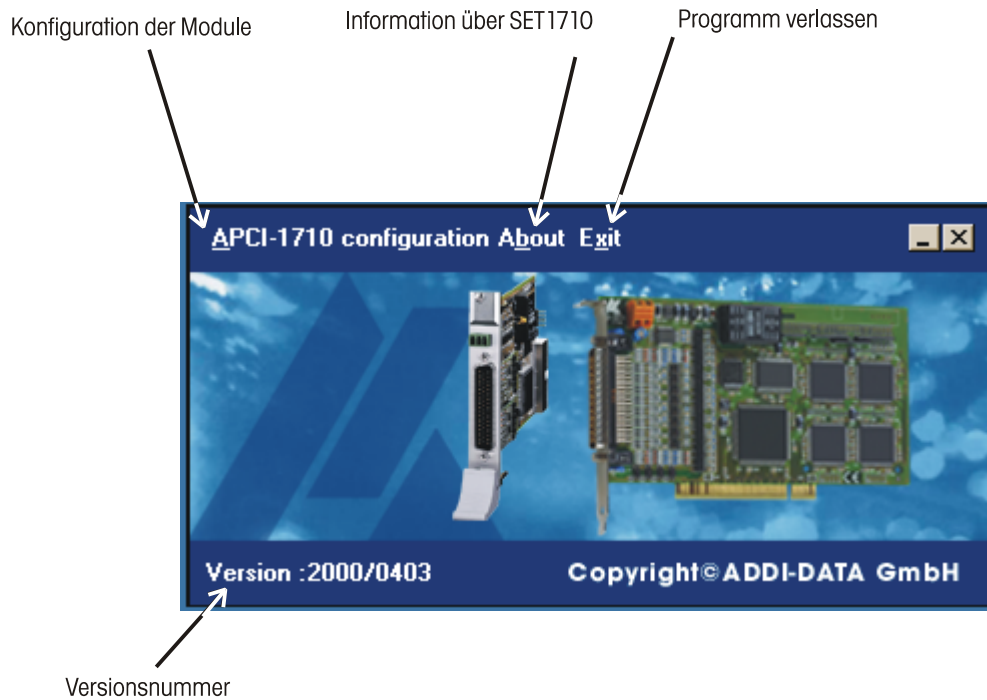 Konfiguration der Module
Information über SET1710
Programm verlassen
APCI-1710 configuration About Exit
Version :2000/0403
Copyright©ADDI-DATA GmbH
Versionsnummer